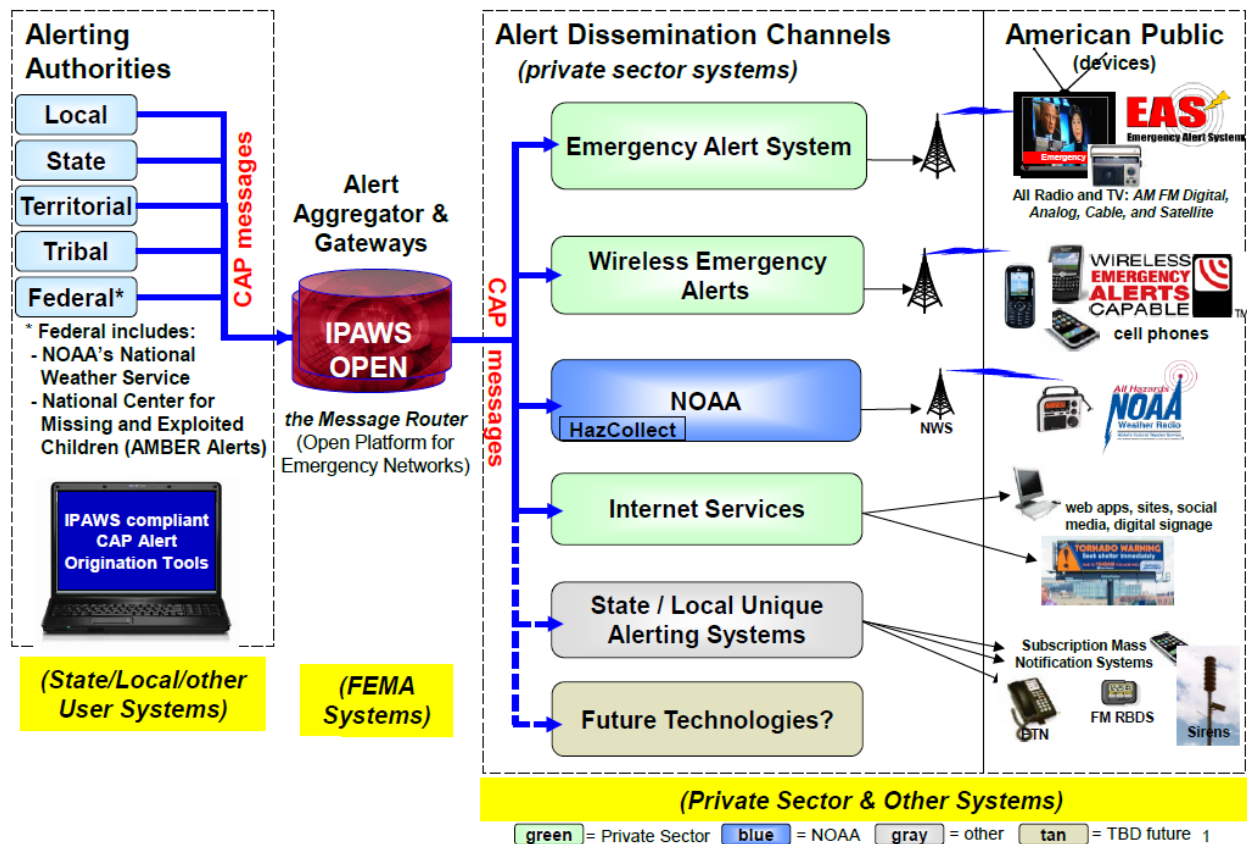 Alerting
Authorities
Local
State
Territorial
Tribal
Federal*
* Federal includes:
- NOAA's National
Weather Service
- National Center for
Missing and Exploited
Children (AMBER Alerts)
IPAWS compliant
CAP Alert
Origination Tools
(State/Local/other
User Systems)
CAP messages
Alert
Aggregator &
Gateways
IPAWS
OPEN
the Message Router
(Open Platform for
Emergency Networks)
(FEMA
Systems)
CAP messages
Alert Dissemination Channels
(private sector systems)
Emergency Alert System
Wireless Emergency
Alerts
NOAA
HazCollect
NWS
Internet Services
State / Local Unique
Alerting Systems
Future Technologies?
American Public
(devices)
Emergency
EAS
Emergency Alert System
All Radio and TV: AM FM Digital,
Analog, Cable, and Satellite
WIRELESS
EMERGENCY
ALERTS
CAPABLE
TM
cell phones
All Hazards
NOAA
Weather Radio
web apps, sites, social
media, digital signage
TORNADO WARNING
Seek shelter immediately
Subscription Mass
Notification Systems
ETN
FM RBDS
Sirens
(Private Sector & Other Systems)
green = Private Sector blue = NOAA gray = other tan = TBD future 1